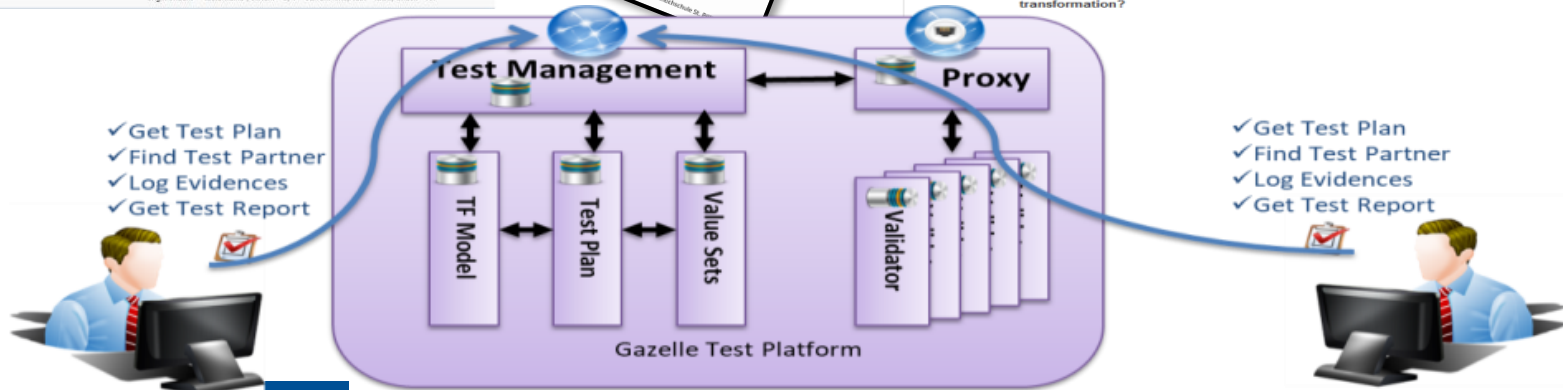 transformation?
Test Management
Proxy
✓Get Test Plan
✓Find Test Partner
✓Log Evidences
✓Get Test Report
✓Get Test Plan
✓Find Test Partner
✓Log Evidences
✓Get Test Report
TF Model
Test Plan
Value Sets
Validator
Gazelle Test Platform